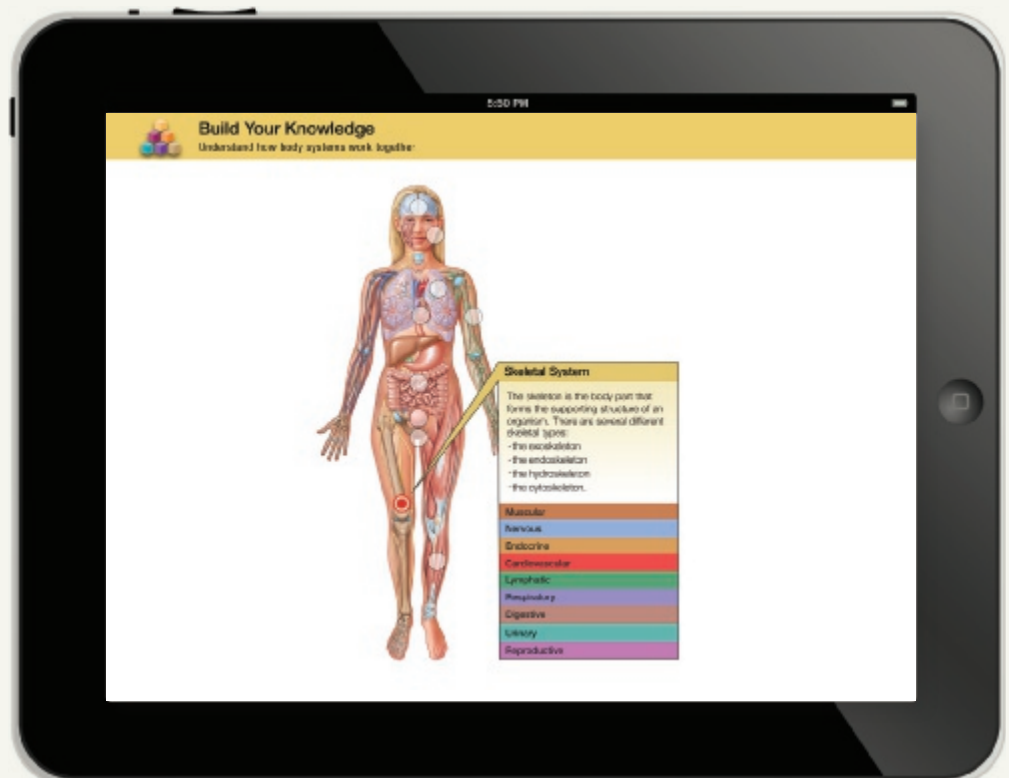 5:50 PM
Build Your Knowledge
Understand how body systems work together
Skeletal System
The skeleton is the body part that
forms the supporting structure of an
organism. There are several different
skeletal types:
-the exoskeleton
-the endoskeleton
-the hydroskeleton
-the cytoskeleton.
Muscular
Nervous
Endocrine
Cardiovascular
Lymphatic
Respiratory
Digestive
Urinary
Reproductive